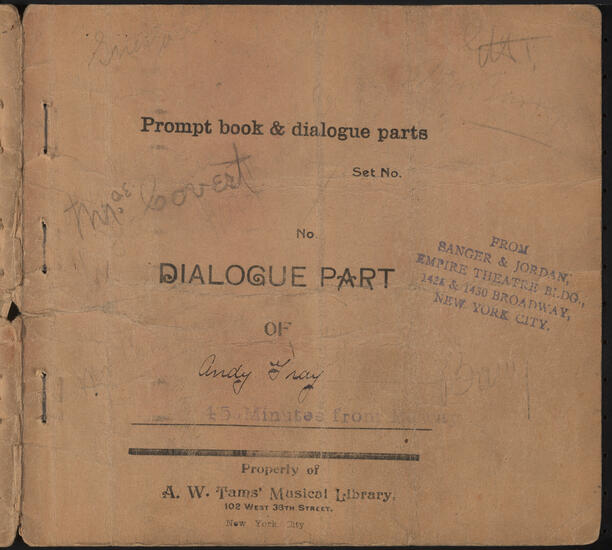 Prompt book & dialogue parts
Set No.
Covert
No.
DIALOGUE PART
OF
Andy Gray
45 Minutes from
FROM
SANGER & JORDAN,
EMPIRE THEATRE BLDG.,
1428 & 1430 BROADWAY,
NEW YORK CITY.
Property of
A. W. Tams' Musical Library,
102 WEST 38TH STREET,
New York City